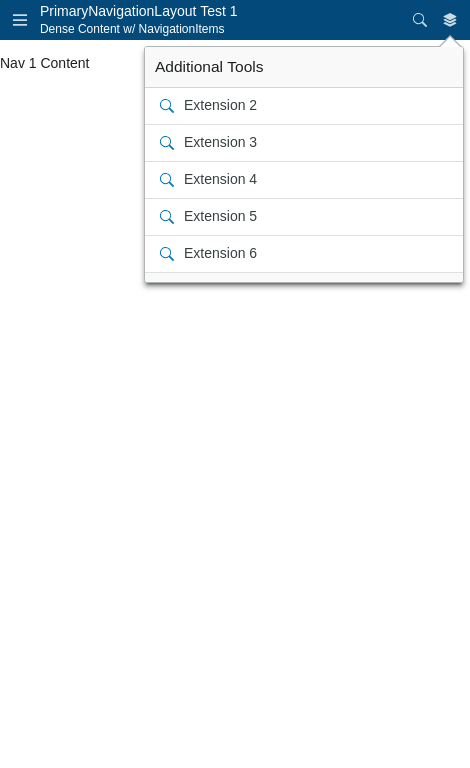 PrimaryNavigationLayout Test 1
Dense Content w/ NavigationItems
Nav 1 Content
Additional Tools
Extension 2
Extension 3
Extension 4
Extension 5
Extension 6